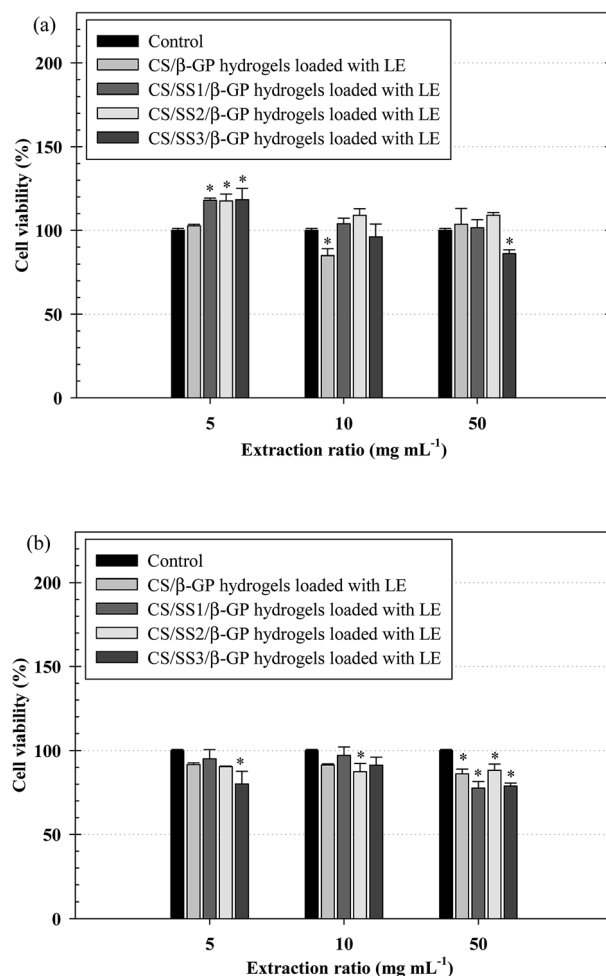 (a)
Control
CS/β-GP hydrogels loaded with LE
CS/SS1/β-GP hydrogels loaded with LE
CS/SS2/β-GP hydrogels loaded with LE
CS/SS3/β-GP hydrogels loaded with LE
Cell viability (%)
200
150
100
50
0
* * *
*
*
5 10 50
Extraction ratio (mg mL⁻¹)
(b)
Control
CS/β-GP hydrogels loaded with LE
CS/SS1/β-GP hydrogels loaded with LE
CS/SS2/β-GP hydrogels loaded with LE
CS/SS3/β-GP hydrogels loaded with LE
Cell viability (%)
200
150
100
50
0
*
*
* * * *
5 10 50
Extraction ratio (mg mL⁻¹)